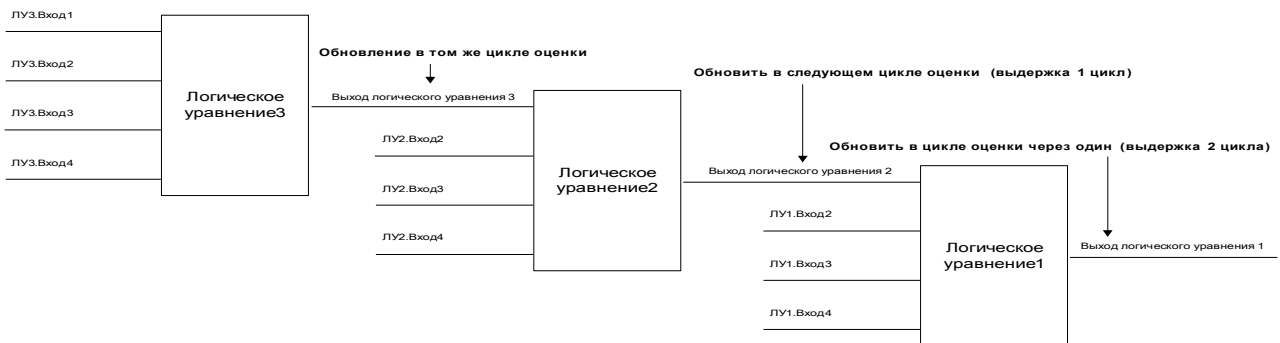 ЛУ3.Вход1
ЛУ3.Вход2
ЛУ3.Вход3
ЛУ3.Вход4
Логическое
уравнение3
Обновление в том же цикле оценки
Выход логического уравнения 3
ЛУ2.Вход2
ЛУ2.Вход3
ЛУ2.Вход4
Логическое
уравнение2
Обновить в следующем цикле оценки (выдержка 1 цикл)
Выход логического уравнения 2
ЛУ1.Вход2
ЛУ1.Вход3
ЛУ1.Вход4
Логическое
уравнение1
Обновить в цикле оценки через один (выдержка 2 цикла)
Выход логического уравнения 1